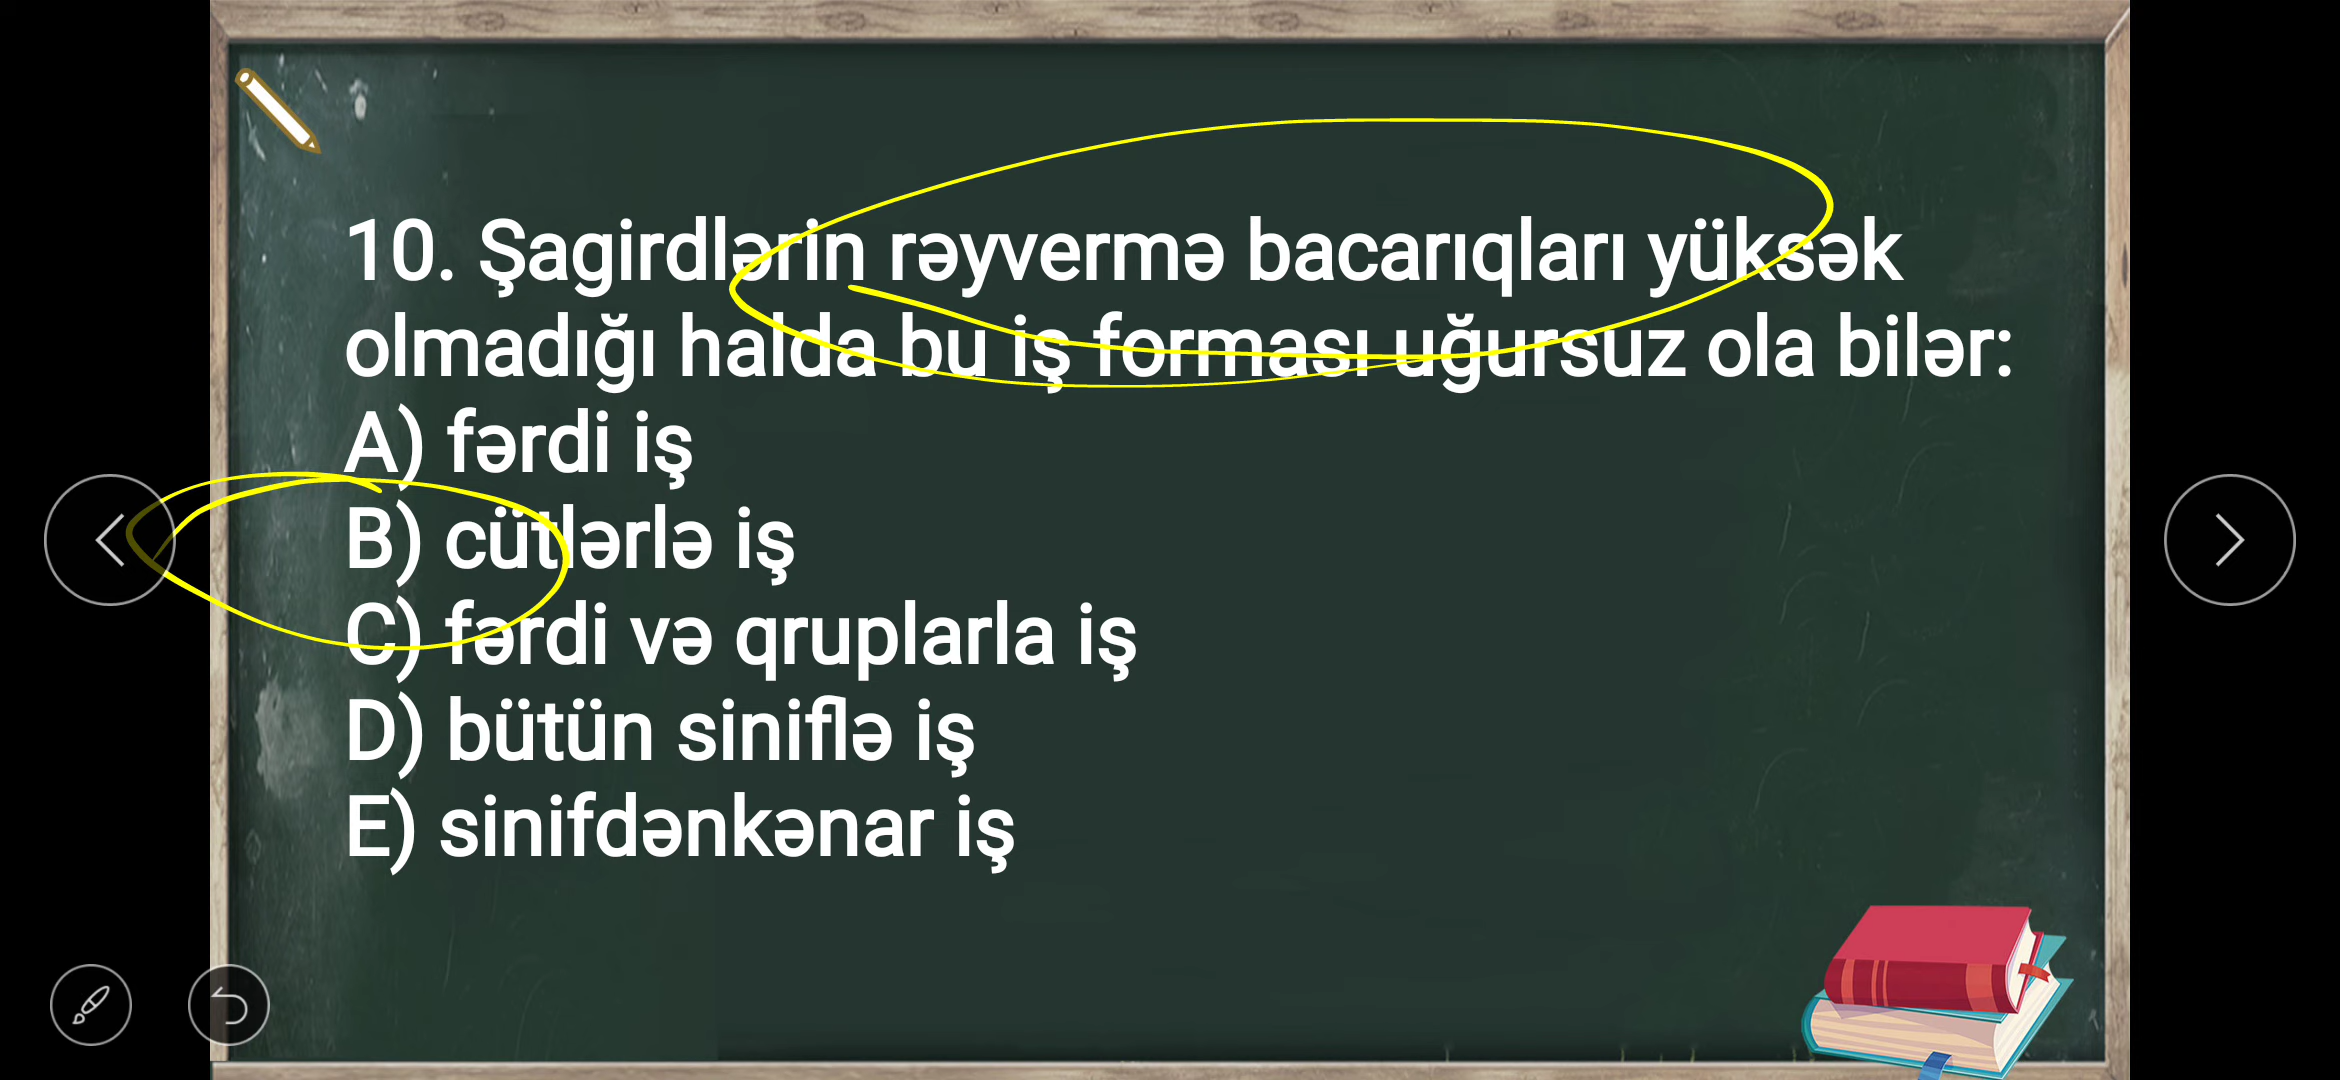 10. Şagirdlərin rəyvermə bacarıqları yüksək
olmadığı halda bu iş forması uğursuz ola bilər:
A) fərdi iş
B) cütlərlə iş
C) fərdi və qruplarla iş
D) bütün siniflə iş
E) sinifdənkənar iş